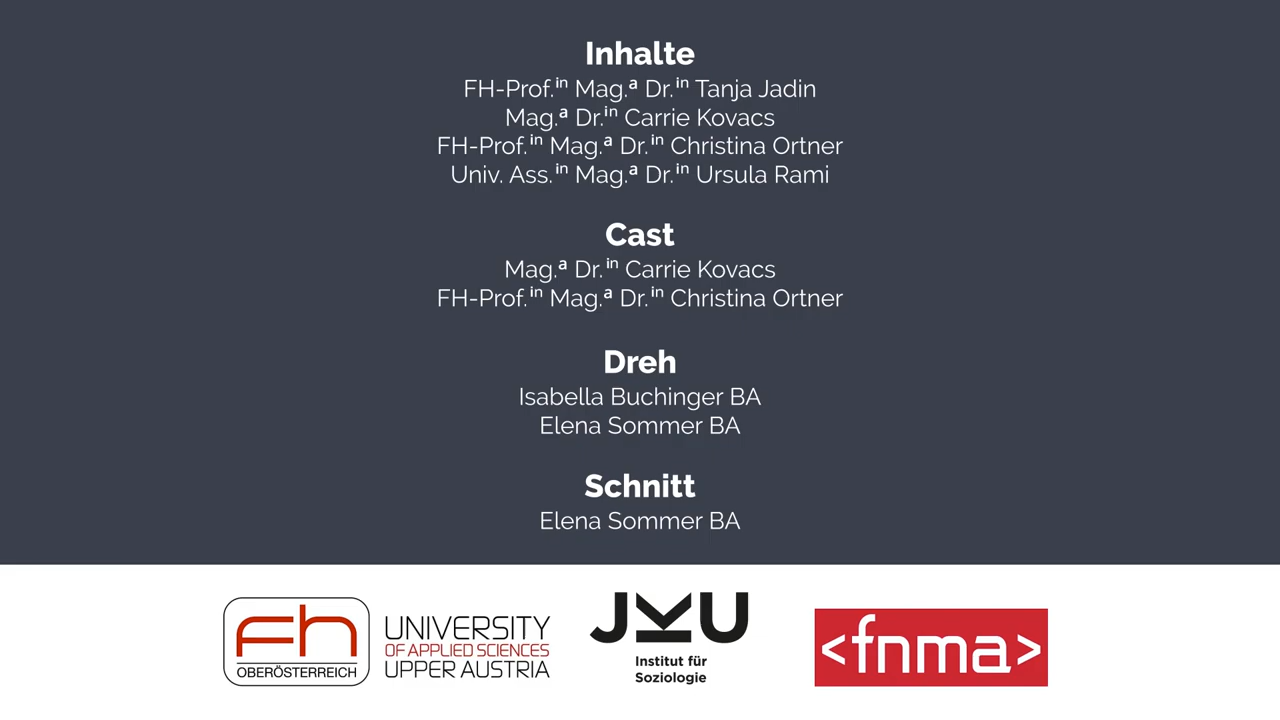 Inhalte
FH-Prof.ⁱⁿ Mag.ª Dr.ⁱⁿ Tanja Jadin
Mag.ª Dr.ⁱⁿ Carrie Kovacs
FH-Prof.ⁱⁿ Mag.ª Dr.ⁱⁿ Christina Ortner
Univ. Ass.ⁱⁿ Mag.ª Dr.ⁱⁿ Ursula Rami
Cast
Mag.ª Dr.ⁱⁿ Carrie Kovacs
FH-Prof.ⁱⁿ Mag.ª Dr.ⁱⁿ Christina Ortner
Dreh
Isabella Buchinger BA
Elena Sommer BA
Schnitt
Elena Sommer BA
fh
OBERÖSTERREICH
UNIVERSITY
OF APPLIED SCIENCES
UPPER AUSTRIA
JKU
Institut für
Soziologie
<fnma>